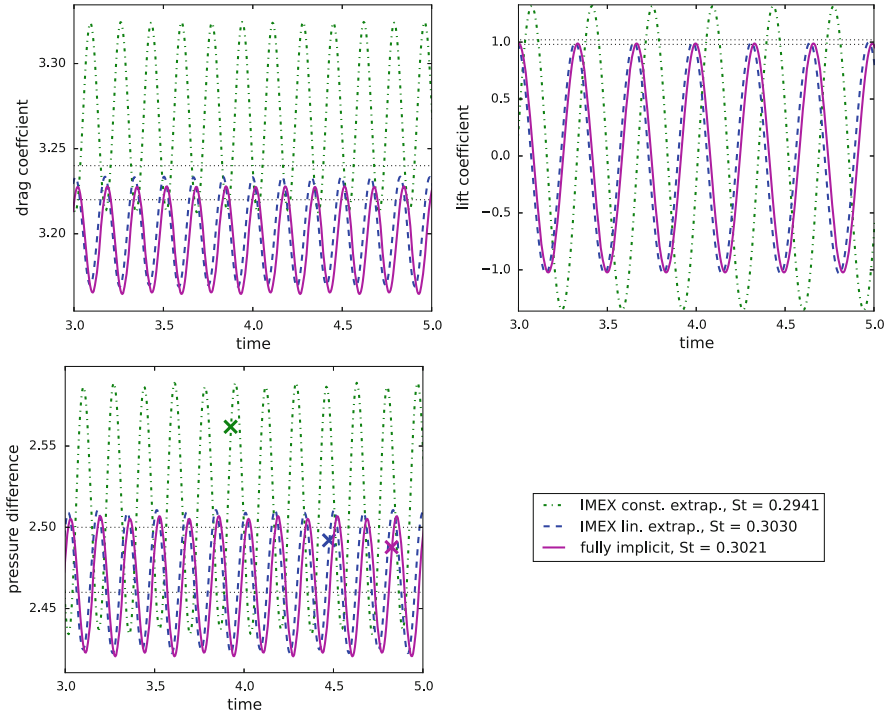 drag coefficient
3.30
3.25
3.20
3.0
3.5
4.0
4.5
5.0
time
lift coefficient
1.0
0.5
0.0
−0.5
−1.0
3.0
3.5
4.0
4.5
5.0
time
pressure difference
2.55
2.50
2.45
3.0
3.5
4.0
4.5
5.0
time
IMEX const. extrap., St = 0.2941
IMEX lin. extrap., St = 0.3030
fully implicit, St = 0.3021